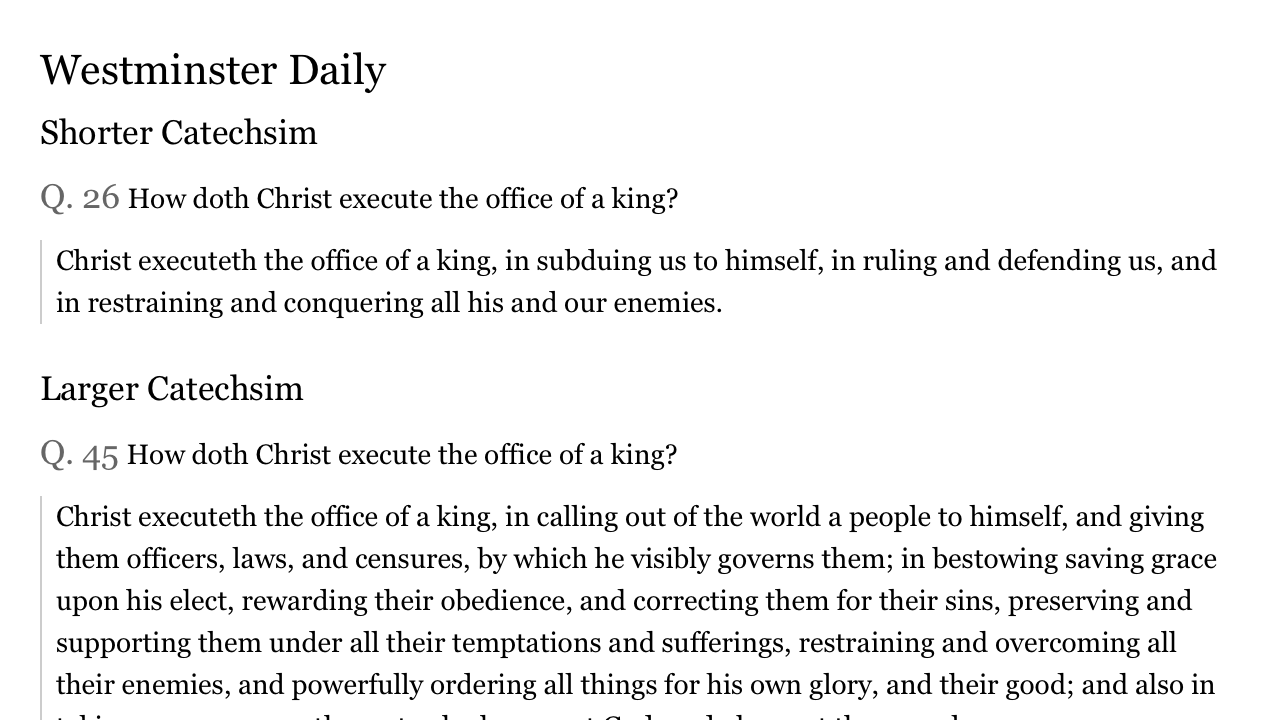 Westminster Daily
Shorter Catechsim
Q. 26 How doth Christ execute the office of a king?
Christ executeth the office of a king, in subduing us to himself, in ruling and defending us, and
in restraining and conquering all his and our enemies.
Larger Catechsim
Q. 45 How doth Christ execute the office of a king?
Christ executeth the office of a king, in calling out of the world a people to himself, and giving
them officers, laws, and censures, by which he visibly governs them; in bestowing saving grace
upon his elect, rewarding their obedience, and correcting them for their sins, preserving and
supporting them under all their temptations and sufferings, restraining and overcoming all
their enemies, and powerfully ordering all things for his own glory, and their good; and also in